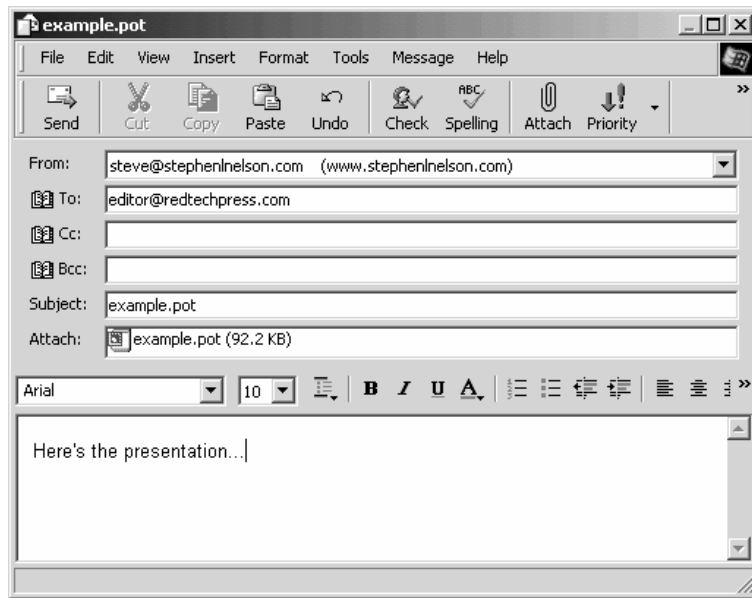 example.pot
File Edit View Insert Format Tools Message Help
Send Cut Copy Paste Undo Check ABC Spelling Attach Priority
From: steve@stephenlnelson.com (www.stephenlnelson.com)
To: editor@redtechpress.com
Cc:
Bcc:
Subject: example.pot
Attach: example.pot (92.2 KB)
Arial 10 B I U A
Here's the presentation...